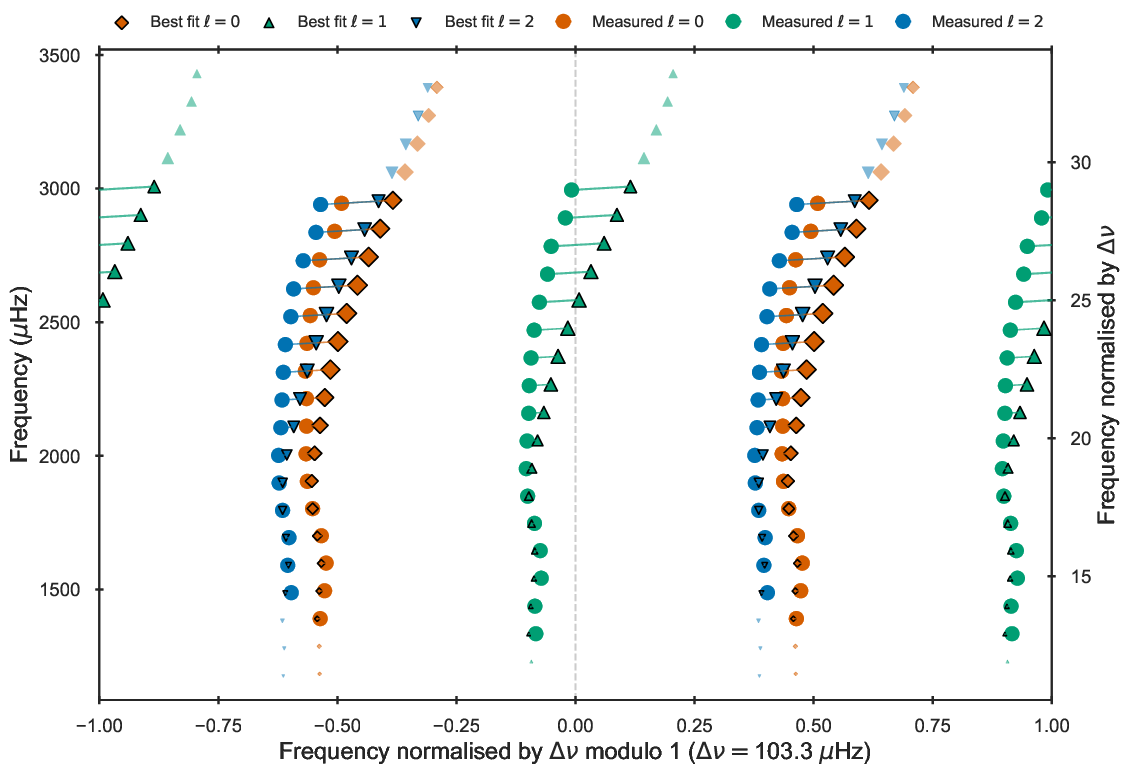 Best fit ℓ = 0 Best fit ℓ = 1 Best fit ℓ = 2 Measured ℓ = 0 Measured ℓ = 1 Measured ℓ = 2
3500
3000
2500
2000
1500
Frequency (μHz)
30
25
20
15
Frequency normalised by Δν
−1.00 −0.75 −0.50 −0.25 0.00 0.25 0.50 0.75 1.00
Frequency normalised by Δν modulo 1 (Δν = 103.3 μHz)